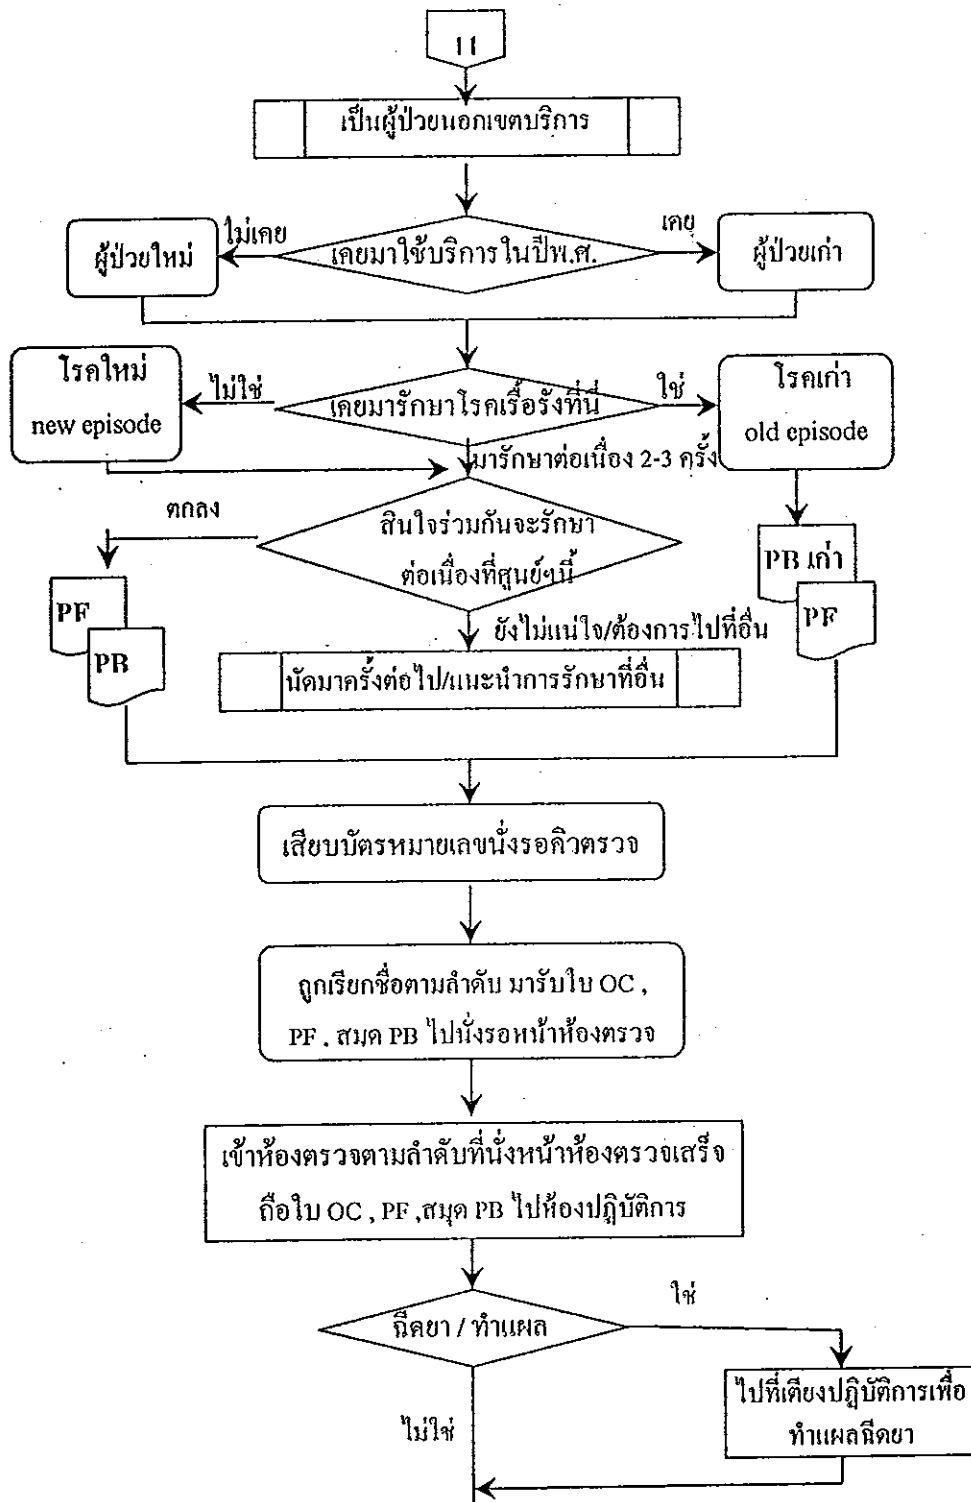 11
เป็นผู้ป่วยนอกเขตบริการ
ไม่เคย
เคย
ผู้ป่วยใหม่
เคยมาใช้บริการในปีพ.ศ.
ผู้ป่วยเก่า
โรคใหม่
new episode
ไม่ใช่
เคยมารักษาโรคเรื้อรังที่นี่
ใช่
โรคเก่า
old episode
มารักษาต่อเนื่อง 2-3 ครั้ง
ตกลง
สินใจร่วมกันจะรักษา
ต่อเนื่องที่ศูนย์ฯนี้
PB เก่า
PF
PF
PB
ยังไม่แน่ใจ/ต้องการไปที่อื่น
นัดมาครั้งต่อไป/แนะนำการรักษาที่อื่น
เสียบบัตรหมายเลขนั่งรอคิวตรวจ
ถูกเรียกชื่อตามลำดับ มารับใบ OC ,
PF , สมุด PB ไปนั่งรอหน้าห้องตรวจ
เข้าห้องตรวจตามลำดับที่นั่งหน้าห้องตรวจเสร็จ
ถือใบ OC , PF ,สมุด PB ไปห้องปฏิบัติการ
ฉีดยา / ทำแผล
ใช่
ไม่ใช่
ไปที่เตียงปฏิบัติการเพื่อ
ทำแผลฉีดยา